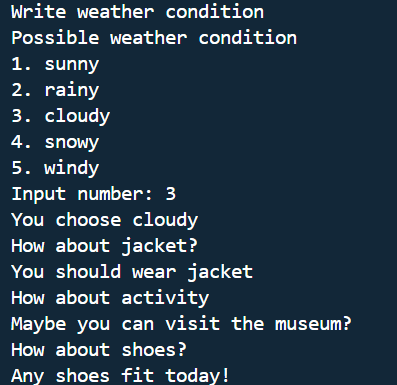 Write weather condition
Possible weather condition
1. sunny
2. rainy
3. cloudy
4. snowy
5. windy
Input number: 3
You choose cloudy
How about jacket?
You should wear jacket
How about activity
Maybe you can visit the museum?
How about shoes?
Any shoes fit today!